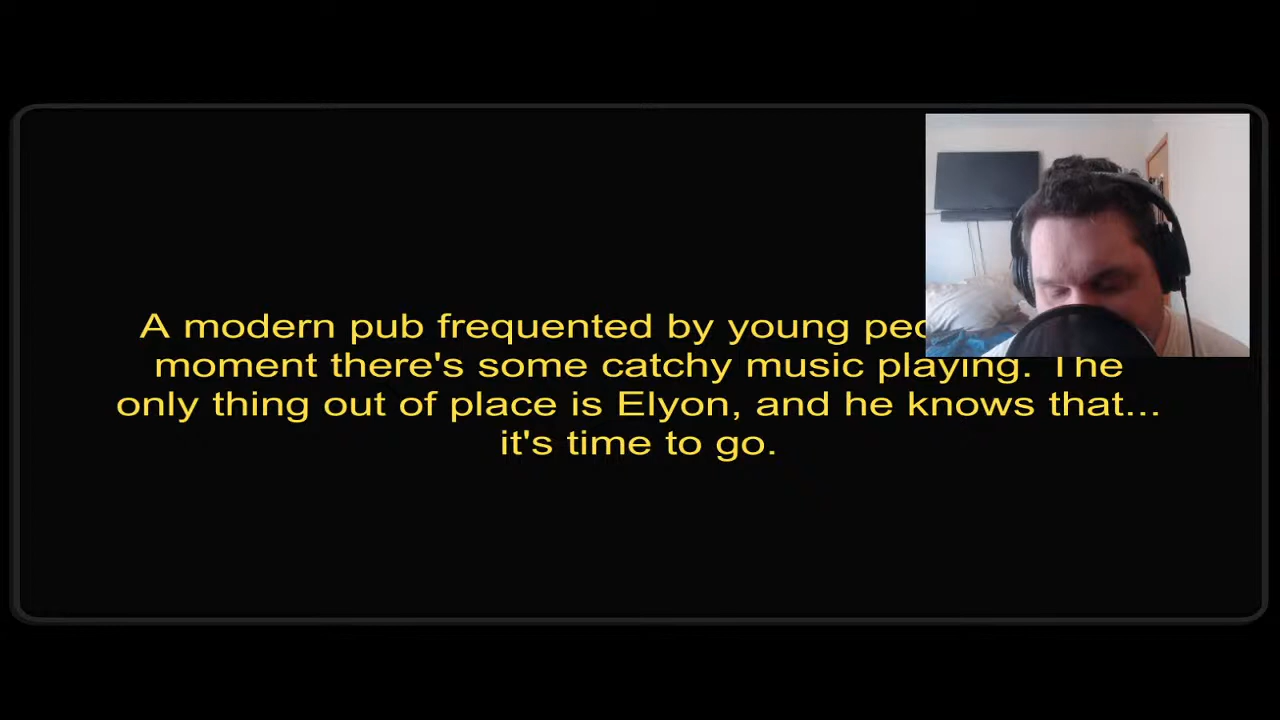 A modern pub frequented by young
moment there's some catchy music playing. The
only thing out of place is Elyon, and he knows that...
it's time to go.